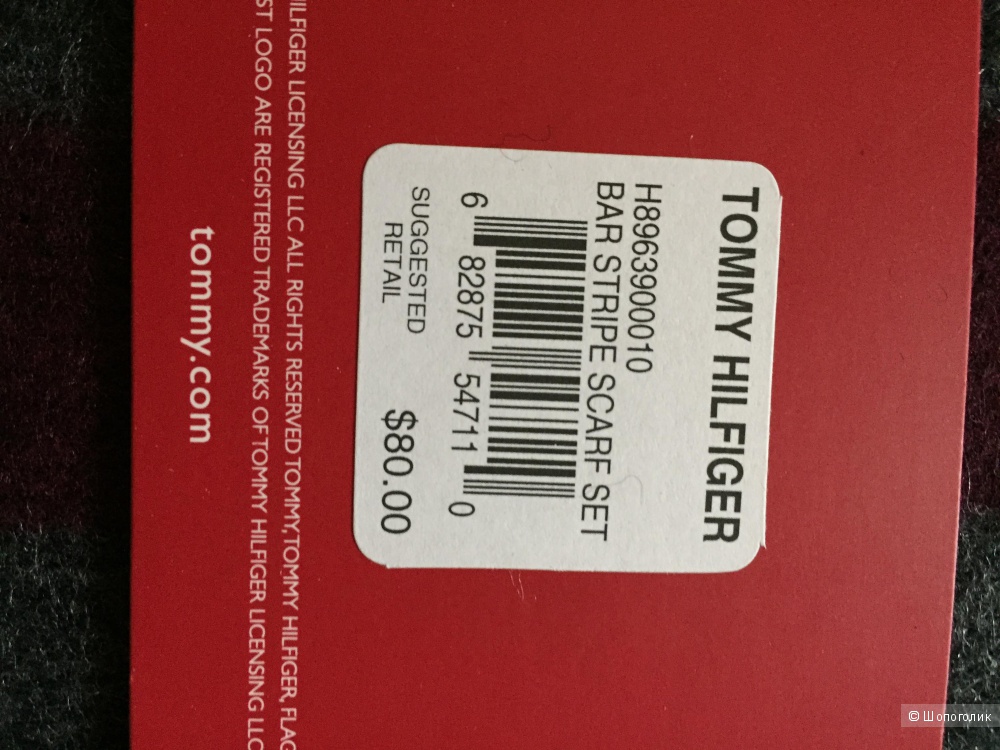 TOMMY HILFIGER
H896390010
BAR STRIPE SCARF SET
6 82875 54711 0
SUGGESTED
RETAIL
$80.00
HILFIGER LICENSING LLC ALL RIGHTS RESERVED TOMMY, TOMMY HILFIGER, FLAG
ST LOGO ARE REGISTERED TRADEMARKS OF TOMMY HILFIGER LICENSING LLC
tommy.com
© Шопоголик